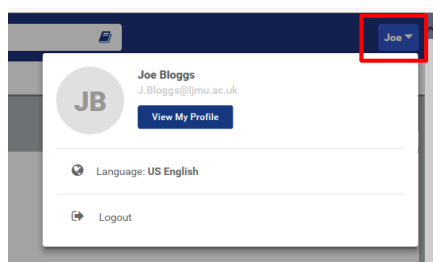 Joe
Joe Bloggs
J.Bloggs@ljmu.ac.uk
JB
View My Profile
Language: US English
Logout